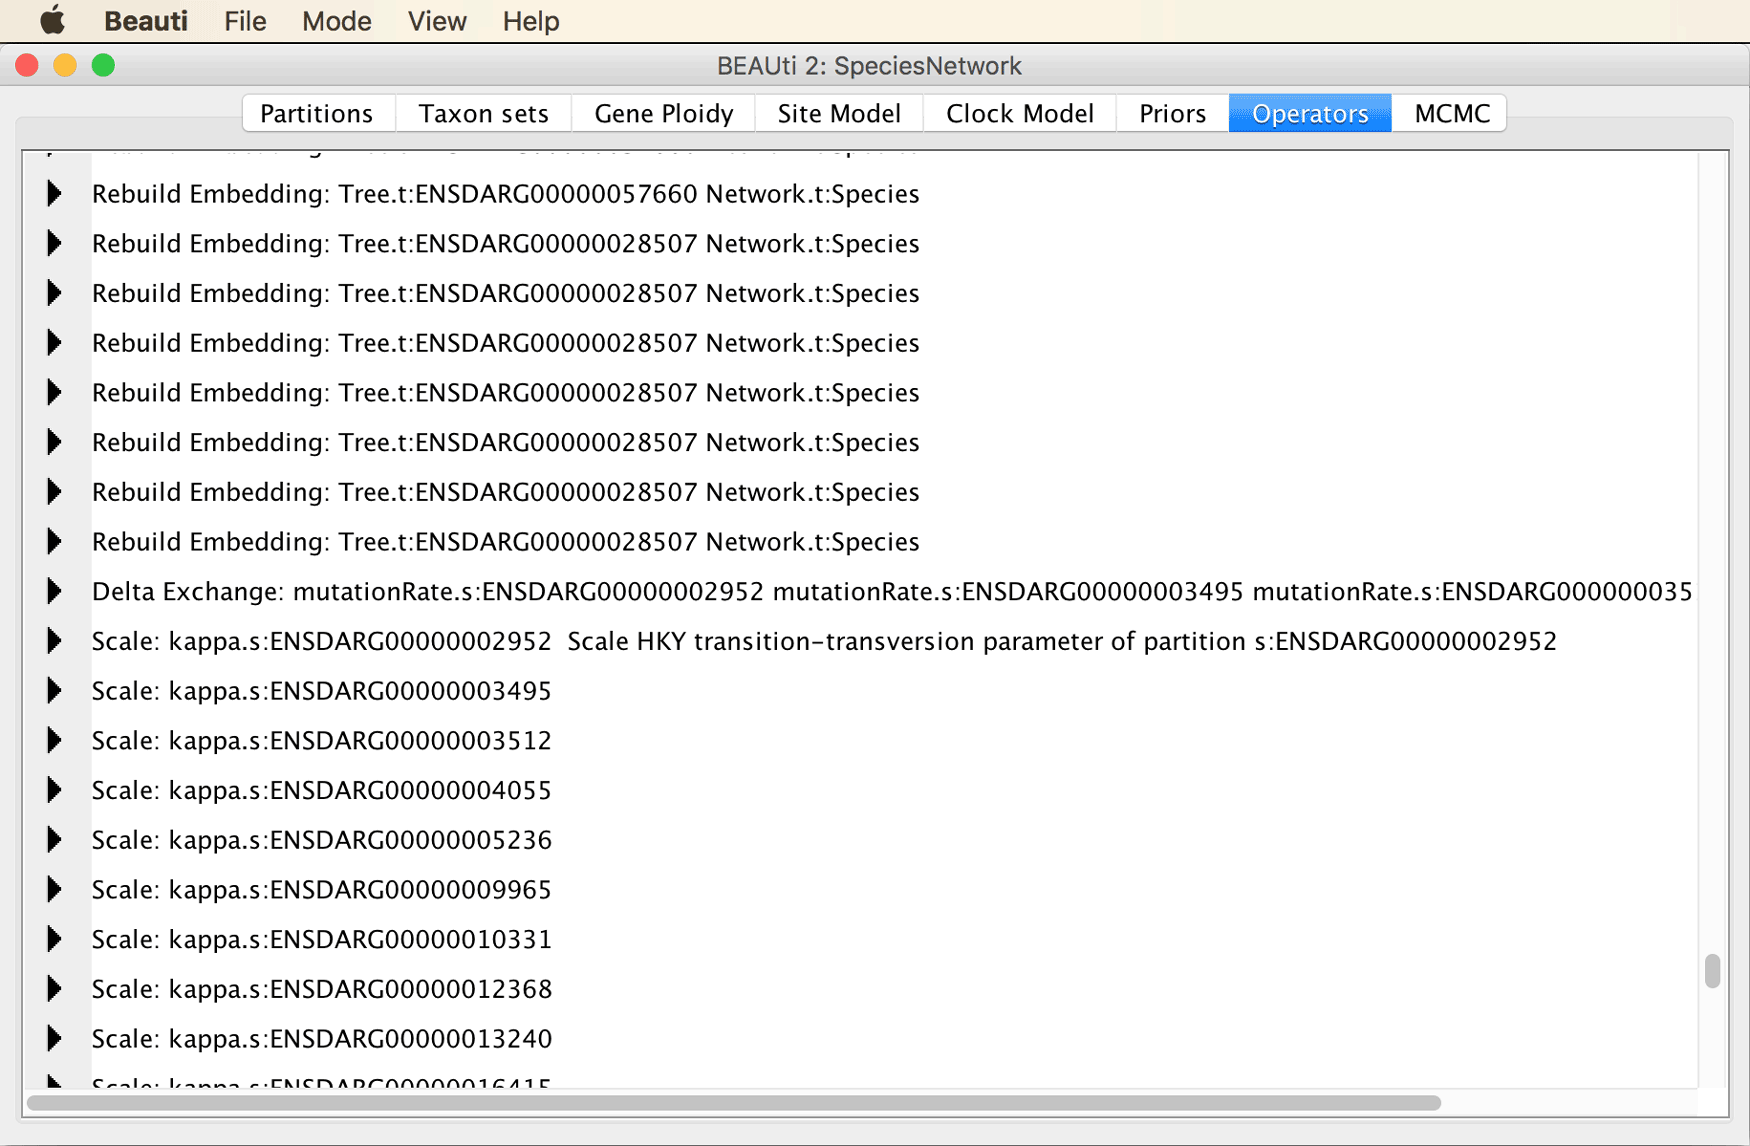 Beauti File Mode View Help
BEAUti 2: SpeciesNetwork
Partitions Taxon sets Gene Ploidy Site Model Clock Model Priors Operators MCMC
Rebuild Embedding: Tree.t:ENSDARG00000057660 Network.t:Species
Rebuild Embedding: Tree.t:ENSDARG00000028507 Network.t:Species
Rebuild Embedding: Tree.t:ENSDARG00000028507 Network.t:Species
Rebuild Embedding: Tree.t:ENSDARG00000028507 Network.t:Species
Rebuild Embedding: Tree.t:ENSDARG00000028507 Network.t:Species
Rebuild Embedding: Tree.t:ENSDARG00000028507 Network.t:Species
Rebuild Embedding: Tree.t:ENSDARG00000028507 Network.t:Species
Rebuild Embedding: Tree.t:ENSDARG00000028507 Network.t:Species
Delta Exchange: mutationRate.s:ENSDARG00000002952 mutationRate.s:ENSDARG00000003495 mutationRate.s:ENSDARG000000035
Scale: kappa.s:ENSDARG00000002952 Scale HKY transition-transversion parameter of partition s:ENSDARG00000002952
Scale: kappa.s:ENSDARG00000003495
Scale: kappa.s:ENSDARG00000003512
Scale: kappa.s:ENSDARG00000004055
Scale: kappa.s:ENSDARG00000005236
Scale: kappa.s:ENSDARG00000009965
Scale: kappa.s:ENSDARG00000010331
Scale: kappa.s:ENSDARG00000012368
Scale: kappa.s:ENSDARG00000013240
Scale: kappa.s:ENSDARG00000016415